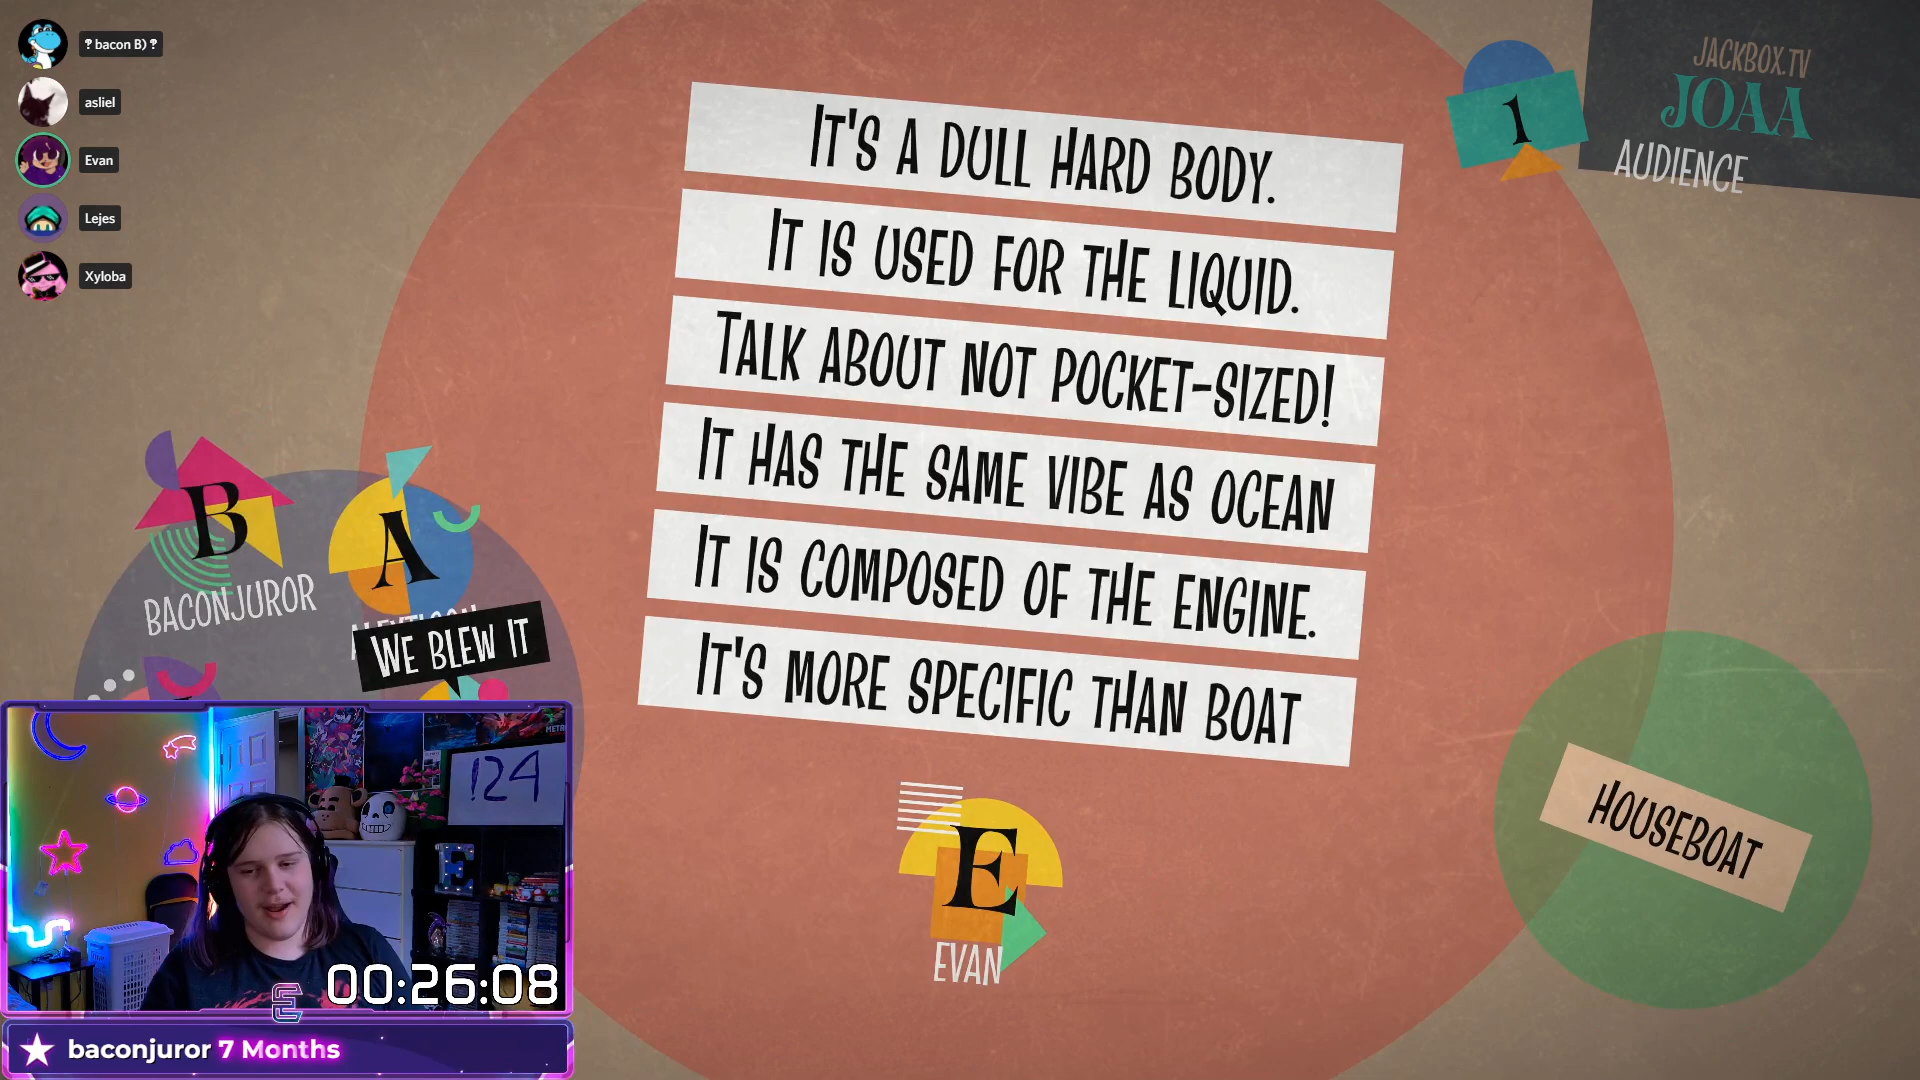 ‽ bacon B) ‽
asliel
Evan
Lejes
Xyloba
IT'S A DULL HARD BODY.
IT IS USED FOR THE LIQUID.
TALK ABOUT NOT POCKET-SIZED!
IT HAS THE SAME VIBE AS OCEAN
IT IS COMPOSED OF THE ENGINE.
IT'S MORE SPECIFIC THAN BOAT
1
JACKBOX.TV
JOAA
AUDIENCE
B
BACONJUROR
A
WE BLEW IT
E
EVAN
HOUSEBOAT
124
E
00:26:08
baconjuror 7 Months